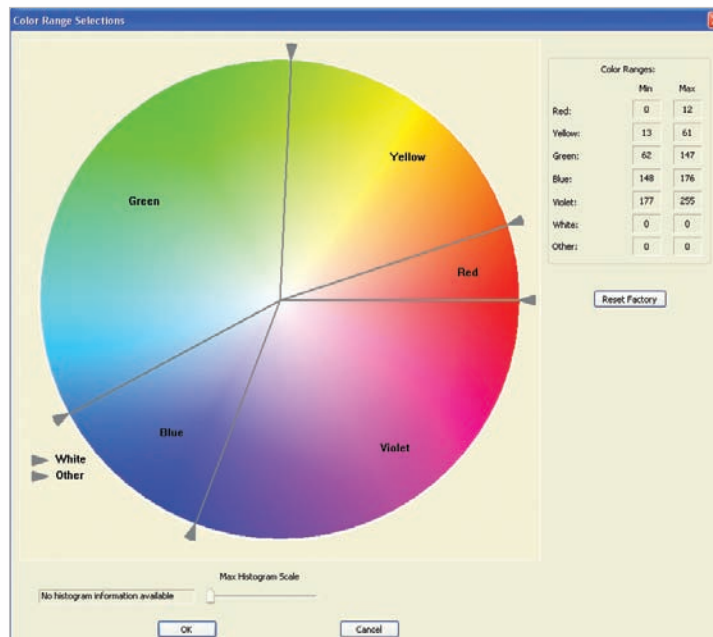 Color Range Selections
Color Ranges:
Min Max
Red: 0 12
Yellow: 13 61
Green: 62 147
Blue: 148 176
Violet: 177 255
White: 0 0
Other: 0 0
Reset Factory
Yellow
Green
Red
Blue
Violet
White
Other
Max Histogram Scale
No histogram information available
OK Cancel